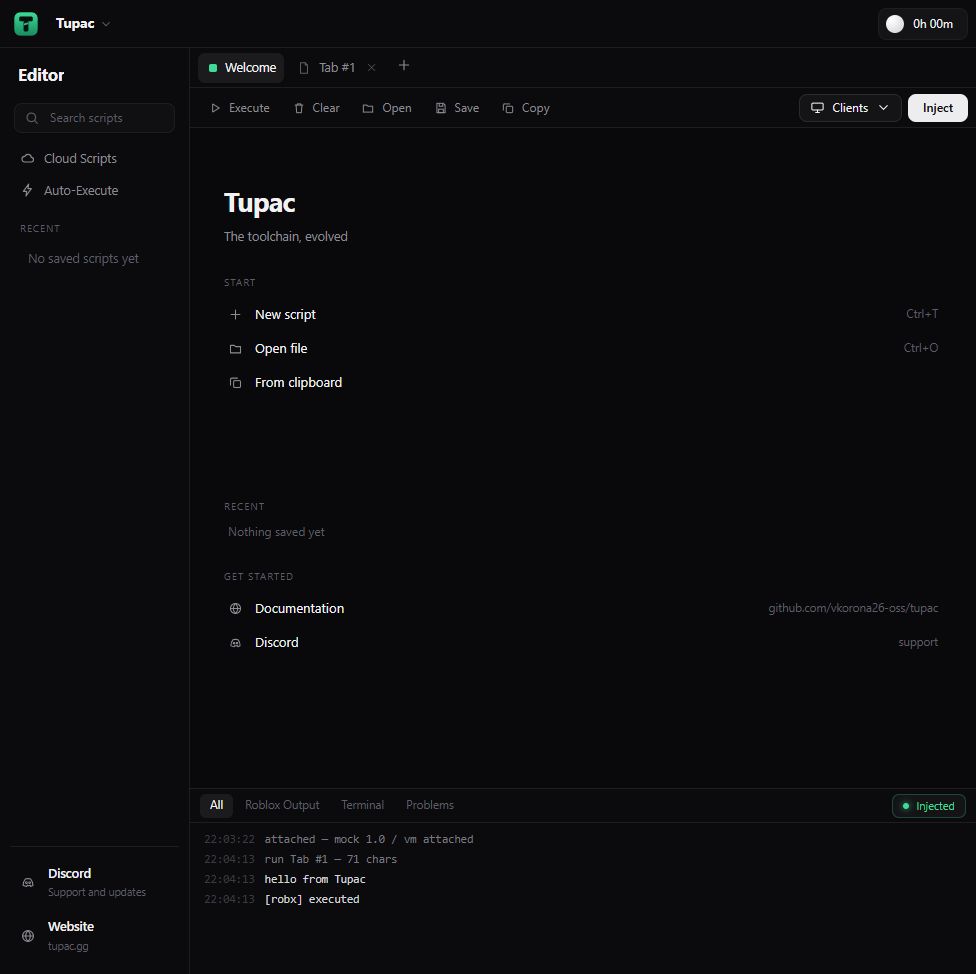 Tupac
0h 00m
Editor
Search scripts
Cloud Scripts
Auto-Execute
RECENT
No saved scripts yet
Discord
Support and updates
Website
tupac.gg
Welcome
Tab #1
Execute
Clear
Open
Save
Copy
Clients
Inject
Tupac
The toolchain, evolved
START
New script Ctrl+T
Open file Ctrl+O
From clipboard
RECENT
Nothing saved yet
GET STARTED
Documentation github.com/vkorona26-oss/tupac
Discord support
All Roblox Output Terminal Problems Injected
22:03:22 attached — mock 1.0 / vm attached
22:04:13 run Tab #1 — 71 chars
22:04:13 hello from Tupac
22:04:13 [robx] executed